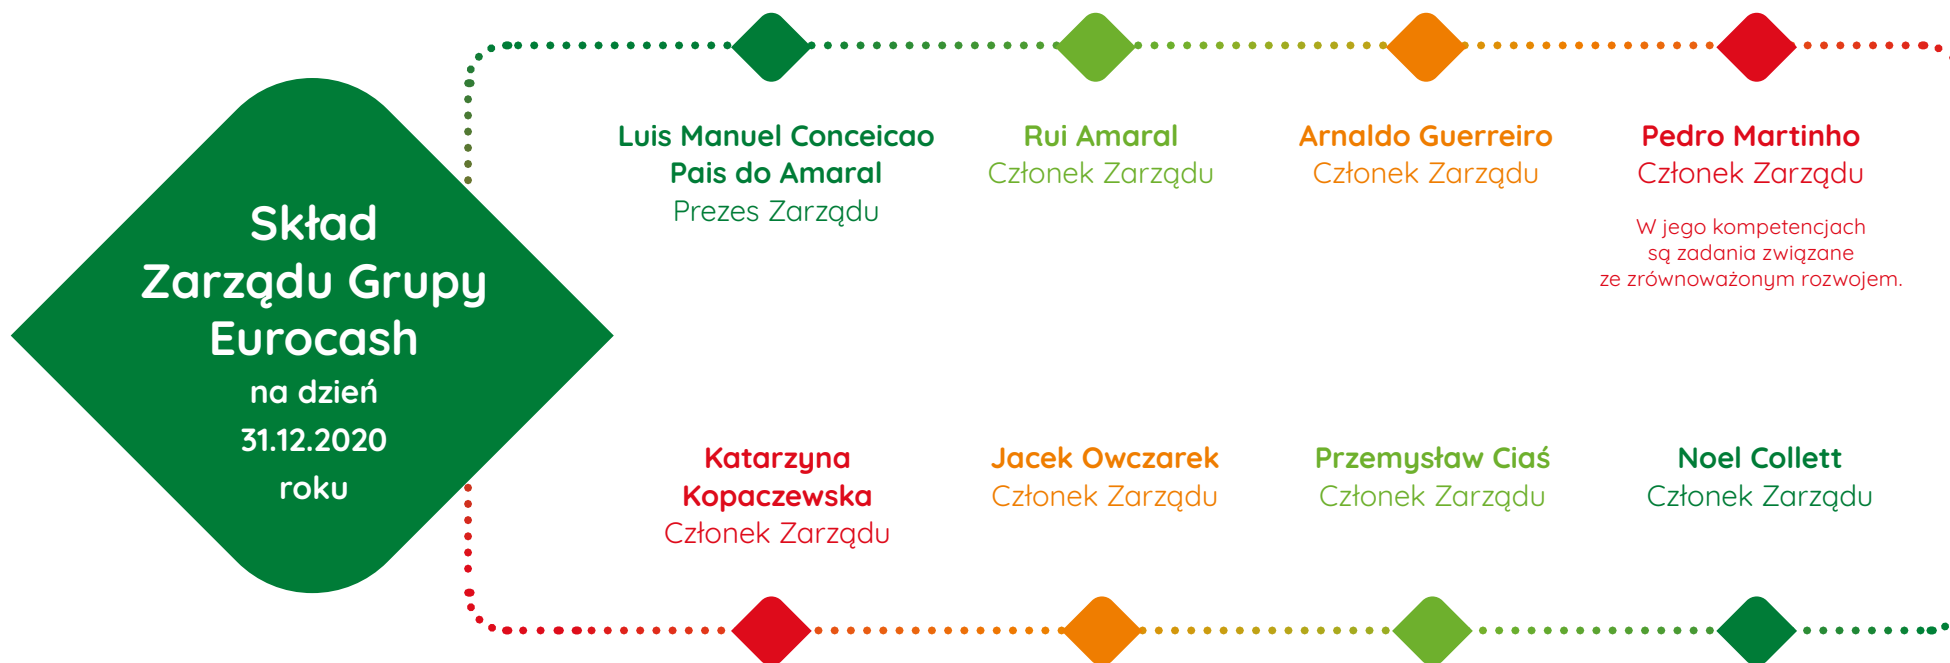 Skład
Zarządu Grupy
Eurocash
na dzień
31.12.2020
roku
Luis Manuel Conceicao
Pais do Amaral
Prezes Zarządu
Rui Amaral
Członek Zarządu
Arnaldo Guerreiro
Członek Zarządu
Pedro Martinho
Członek Zarządu
W jego kompetencjach
są zadania związane
ze zrównoważonym rozwojem.
Katarzyna
Kopaczewska
Członek Zarządu
Jacek Owczarek
Członek Zarządu
Przemysław Ciaś
Członek Zarządu
Noel Collett
Członek Zarządu